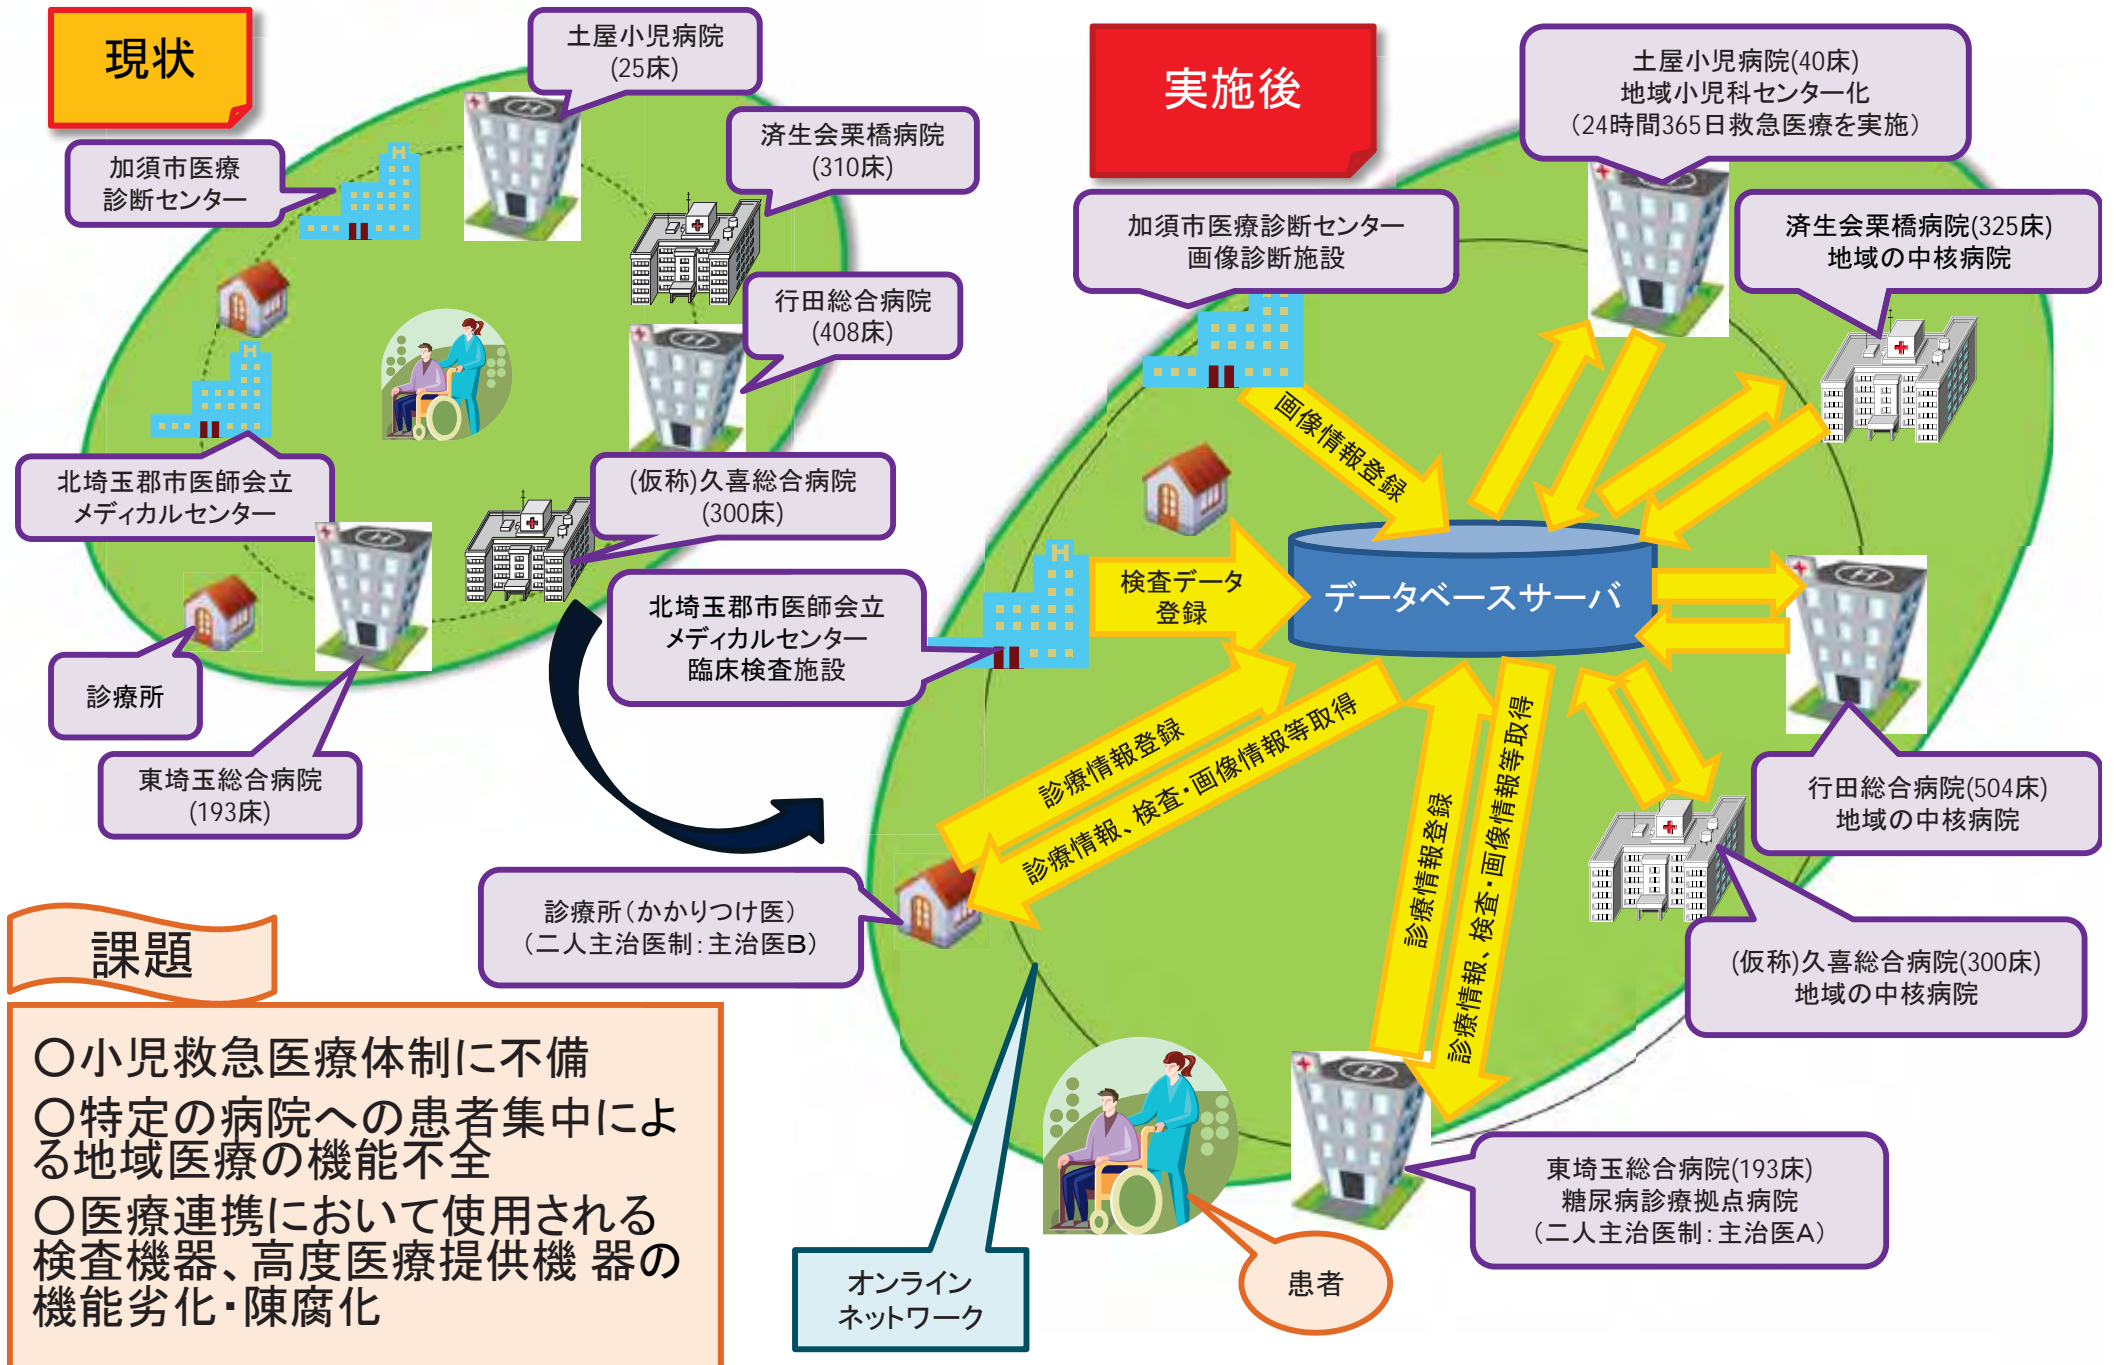 現状
土屋小児病院
(25床)
済生会栗橋病院
(310床)
加須市医療
診断センター
行田総合病院
(408床)
北埼玉郡市医師会立
メディカルセンター
(仮称)久喜総合病院
(300床)
診療所
東埼玉総合病院
(193床)
課題
○小児救急医療体制に不備
○特定の病院への患者集中によ
る地域医療の機能不全
○医療連携において使用される
検査機器、高度医療提供機 器の
機能劣化・陳腐化
実施後
土屋小児病院(40床)
地域小児科センター化
（24時間365日救急医療を実施）
加須市医療診断センター
画像診断施設
済生会栗橋病院(325床)
地域の中核病院
画像情報登録
検査データ
登録
データベースサーバ
北埼玉郡市医師会立
メディカルセンター
臨床検査施設
診療情報登録
診療情報、検査・画像情報等取得
診療情報登録
診療情報、検査・画像情報等取得
行田総合病院(504床)
地域の中核病院
診療所（かかりつけ医）
（二人主治医制：主治医B）
(仮称)久喜総合病院(300床)
地域の中核病院
東埼玉総合病院(193床)
糖尿病診療拠点病院
（二人主治医制：主治医A）
オンライン
ネットワーク
患者